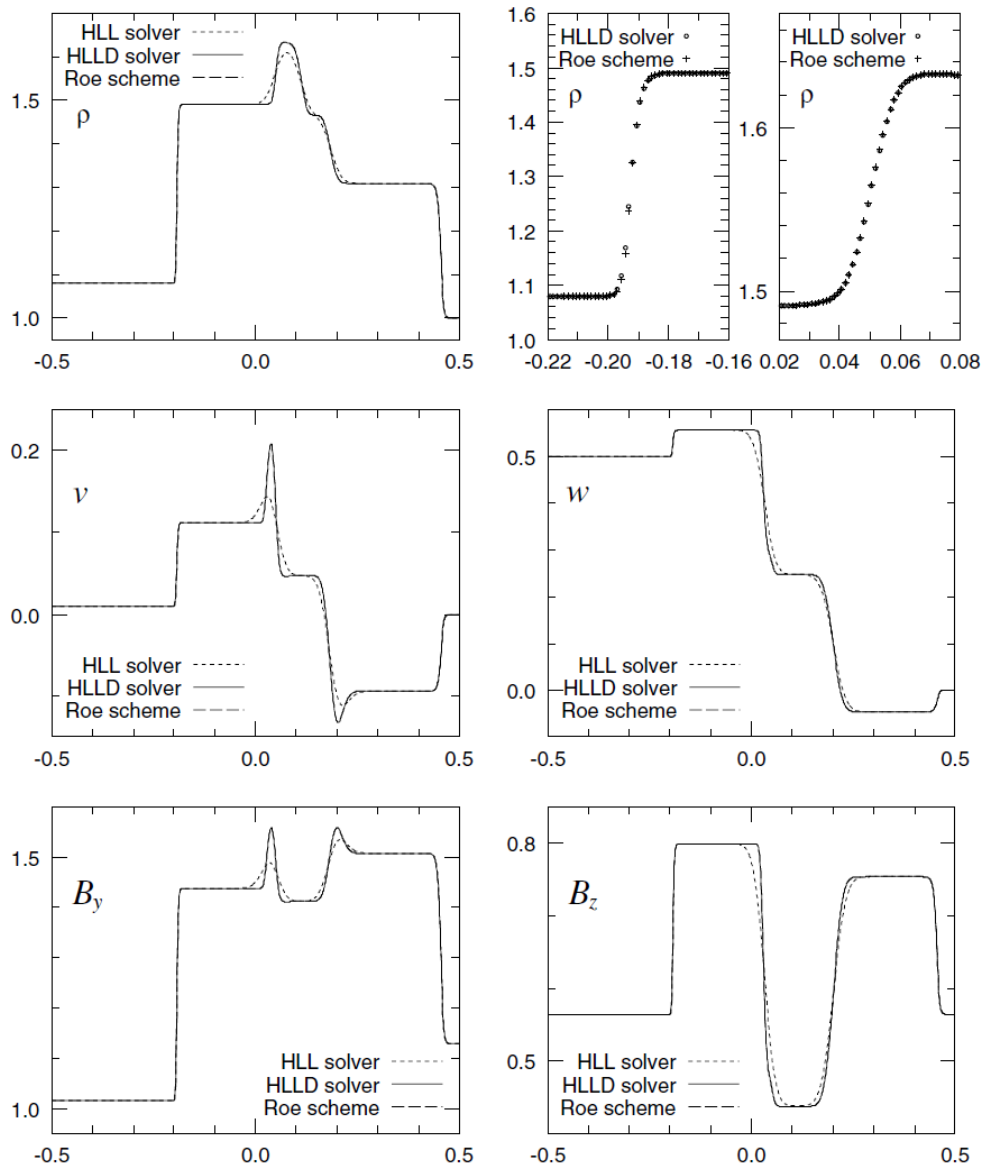 HLL solver
HLLD solver
Roe scheme
ρ
1.5
1.0
-0.5
0.0
0.5
HLLD solver
Roe scheme
ρ
1.6
1.5
1.4
1.3
1.2
1.1
1.0
-0.22
-0.20
-0.18
-0.16
HLLD solver
Roe scheme
ρ
1.6
1.5
0.02
0.04
0.06
0.08
0.2
v
0.0
HLL solver
HLLD solver
Roe scheme
-0.5
0.0
0.5
0.5
w
0.0
HLL solver
HLLD solver
Roe scheme
-0.5
0.0
0.5
1.5
By
1.0
HLL solver
HLLD solver
Roe scheme
-0.5
0.0
0.5
0.8
Bz
0.5
HLL solver
HLLD solver
Roe scheme
-0.5
0.0
0.5